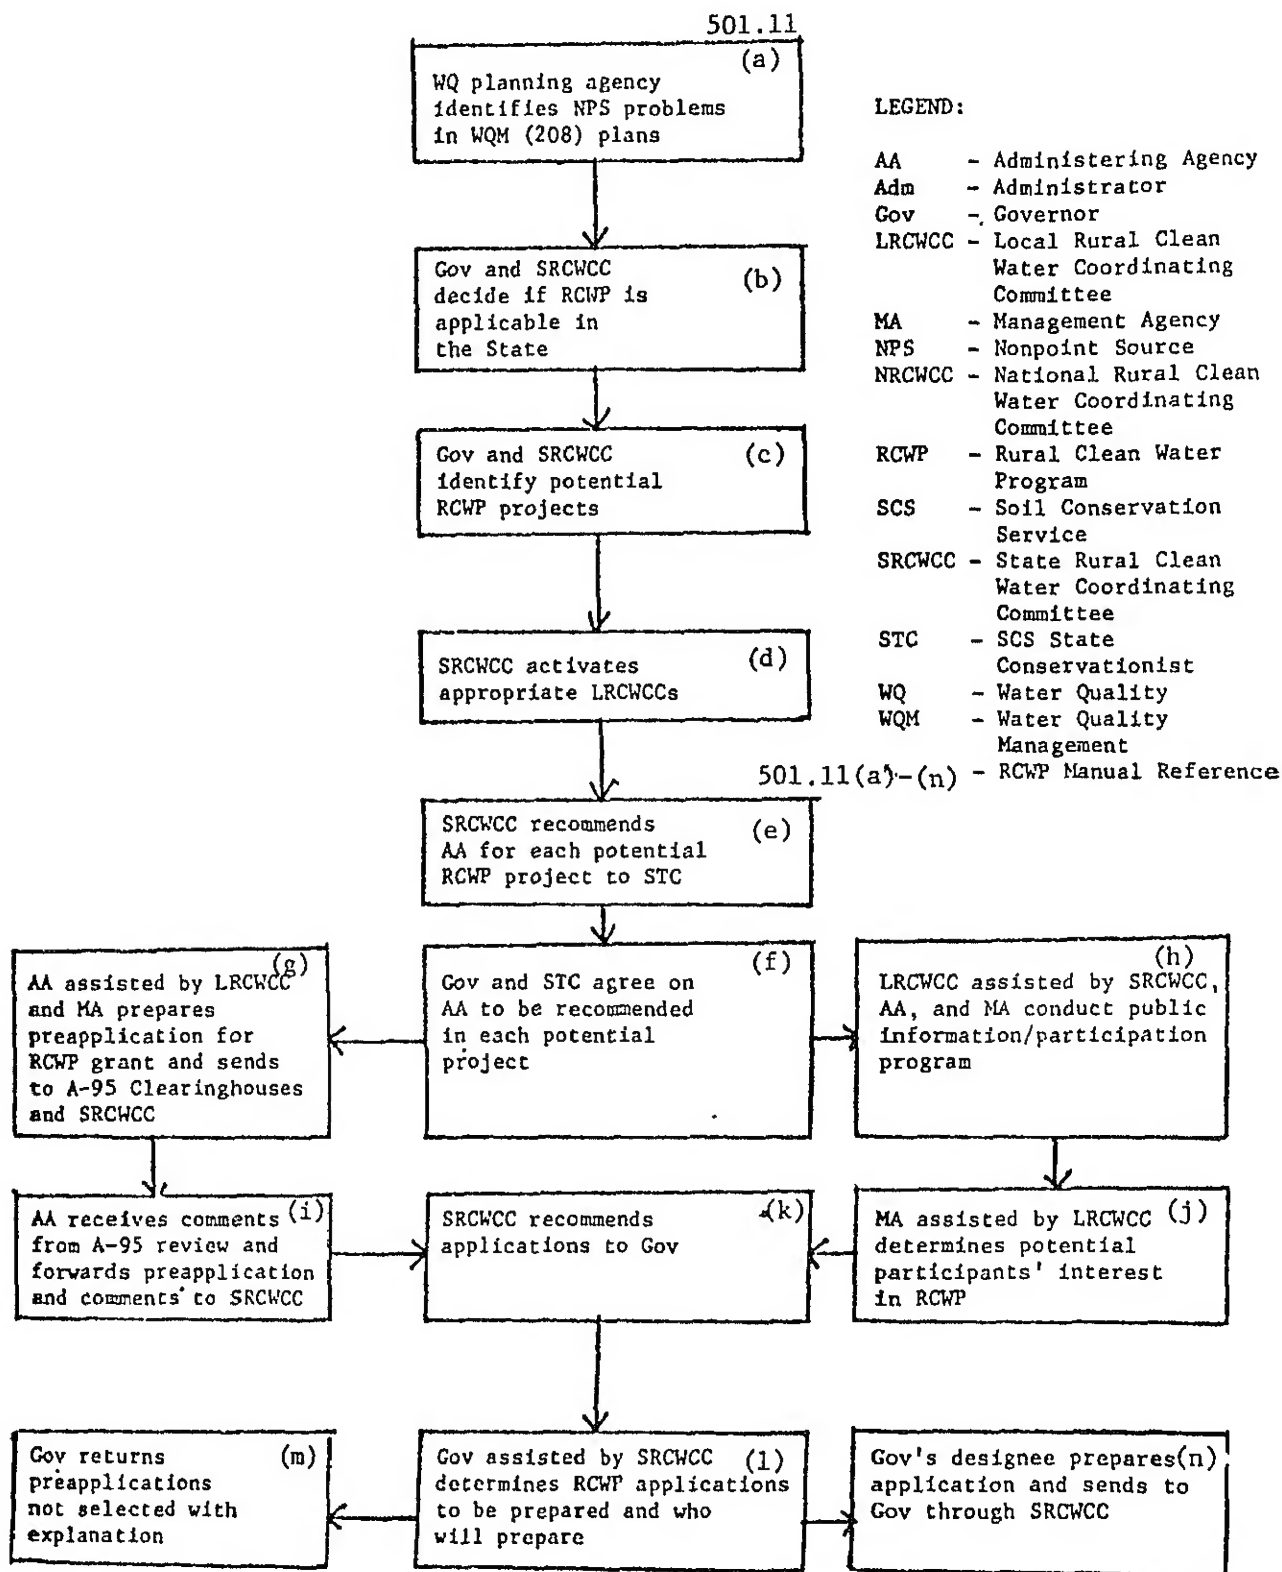 501.11
(a)
WQ planning agency
identifies NPS problems
in WQM (208) plans
(b)
Gov and SRCWCC
decide if RCWP is
applicable in
the State
(c)
Gov and SRCWCC
identify potential
RCWP projects
(d)
SRCWCC activates
appropriate LRCWCCs
(e)
SRCWCC recommends
AA for each potential
RCWP project to STC
(f)
Gov and STC agree on
AA to be recommended
in each potential
project
(g)
AA assisted by LRCWCC
and MA prepares
preapplication for
RCWP grant and sends
to A-95 Clearinghouses
and SRCWCC
(h)
LRCWCC assisted by SRCWCC,
AA, and MA conduct public
information/participation
program
(i)
AA receives comments
from A-95 review and
forwards preapplication
and comments to SRCWCC
(k)
SRCWCC recommends
applications to Gov
(j)
MA assisted by LRCWCC
determines potential
participants' interest
in RCWP
(m)
Gov returns
preapplications
not selected with
explanation
(l)
Gov assisted by SRCWCC
determines RCWP applications
to be prepared and who
will prepare
(n)
Gov's designee prepares
application and sends to
Gov through SRCWCC
LEGEND:
AA - Administering Agency
Adm - Administrator
Gov - Governor
LRCWCC - Local Rural Clean
Water Coordinating
Committee
MA - Management Agency
NPS - Nonpoint Source
NRCWCC - National Rural Clean
Water Coordinating
Committee
RCWP - Rural Clean Water
Program
SCS - Soil Conservation
Service
SRCWCC - State Rural Clean
Water Coordinating
Committee
STC - SCS State
Conservationist
WQ - Water Quality
WQM - Water Quality
Management
501.11(a)-(n) - RCWP Manual Reference